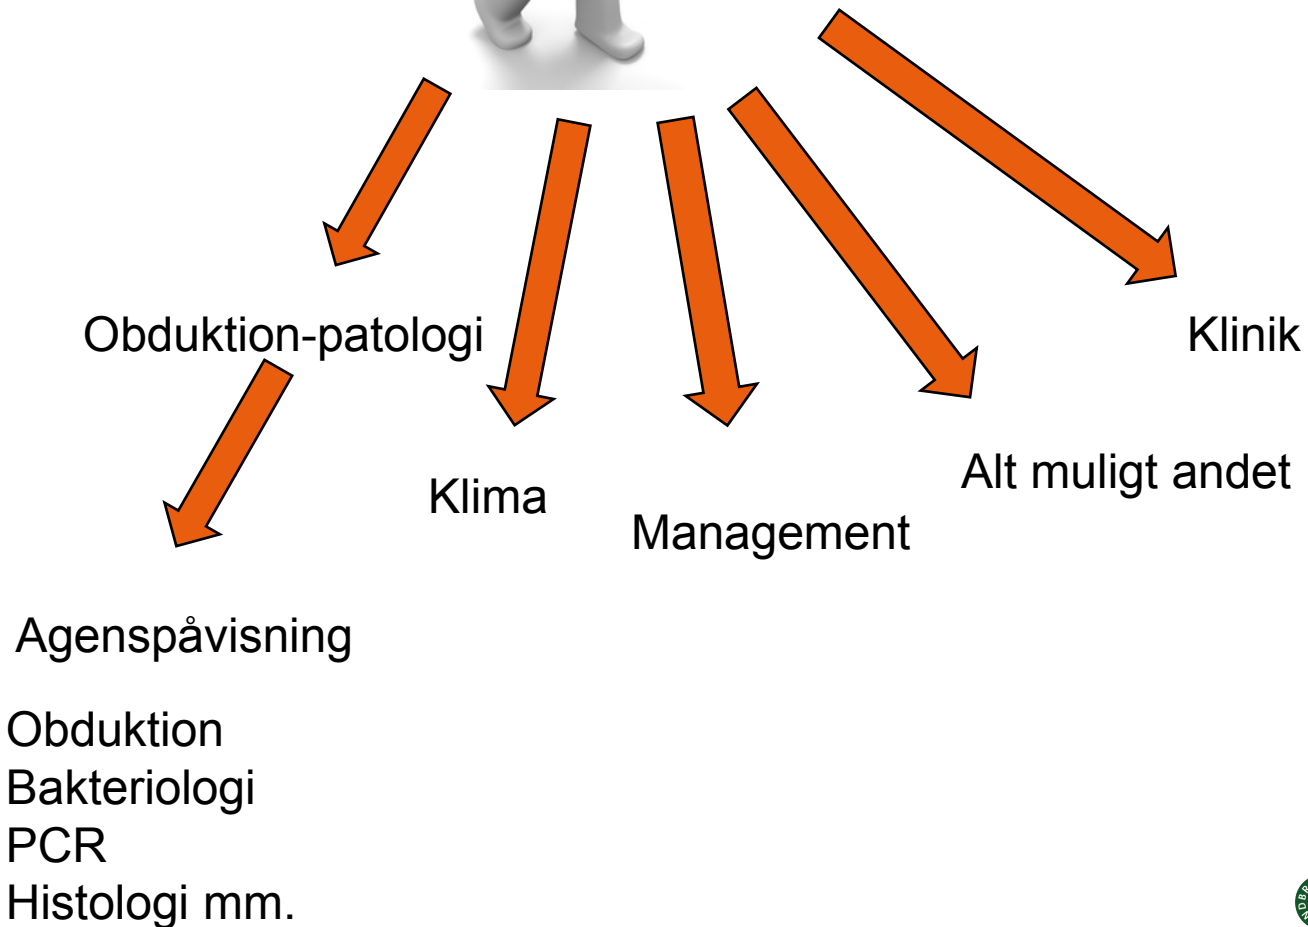 Obduktion-patologi
Klinik
Klima
Management
Alt muligt andet
Agenspåvisning
Obduktion
Bakteriologi
PCR
Histologi mm.